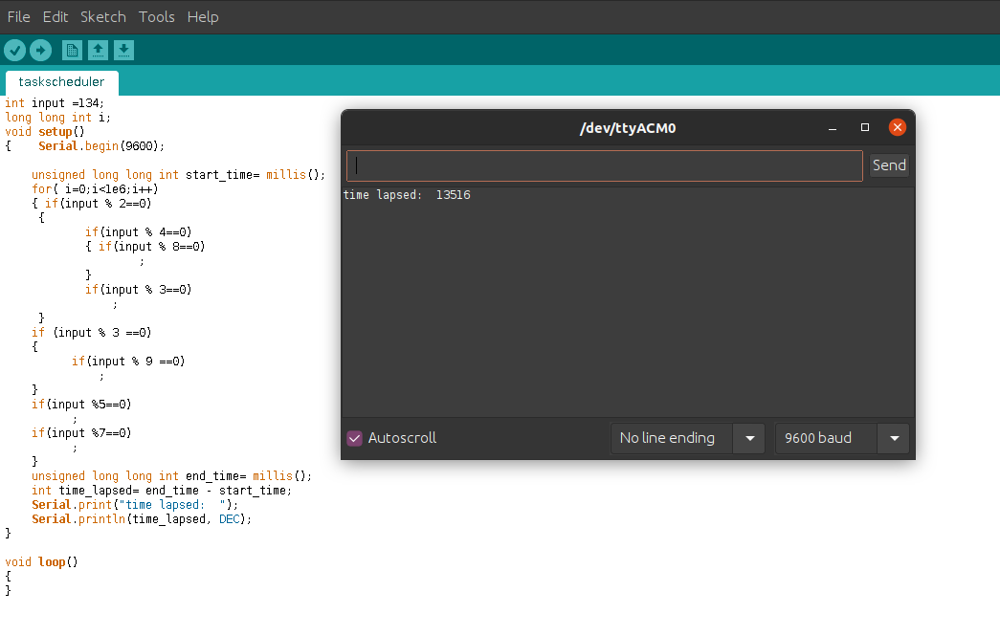 File Edit Sketch Tools Help
taskscheduler
int input =134;
long long int i;
void setup()
{    Serial.begin(9600);
    unsigned long long int start_time= millis();
    for( i=0;i<1e6;i++)
    { if(input % 2==0)
     {
            if(input % 4==0)
            { if(input % 8==0)
                    ;
            }
            if(input % 3==0)
                ;
     }
    if (input % 3 ==0)
    {
          if(input % 9 ==0)
              ;
    }
    if(input %5==0)
          ;
    if(input %7==0)
          ;
    }
    unsigned long long int end_time= millis();
    int time_lapsed= end_time - start_time;
    Serial.print("time lapsed:  ");
    Serial.println(time_lapsed, DEC);
}
void loop()
{
}
/dev/ttyACM0
Send
time lapsed:  13516
Autoscroll
No line ending
9600 baud